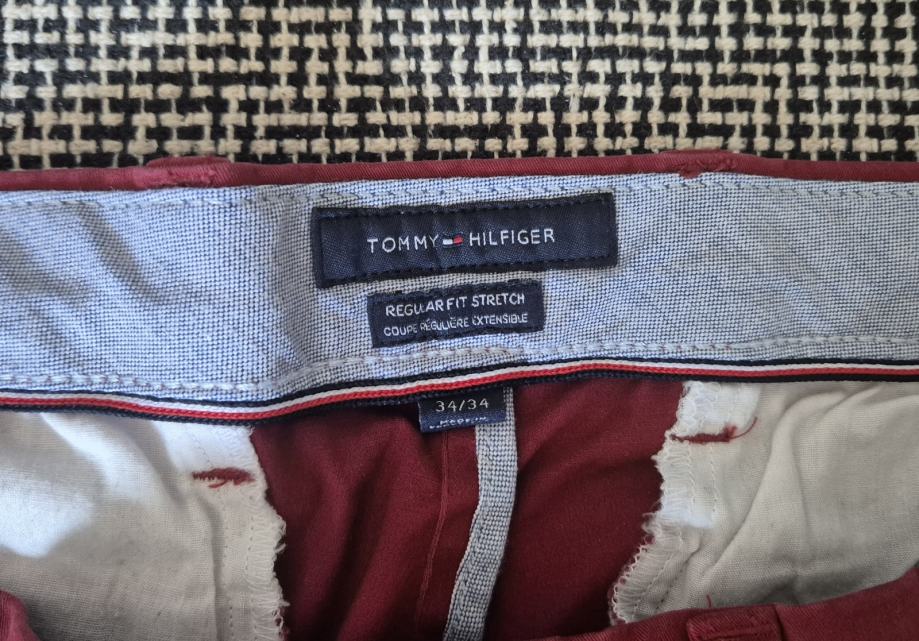 TOMMY HILFIGER
REGULAR FIT STRETCH
COUPE RÉGULIÈRE EXTENSIBLE
34/34